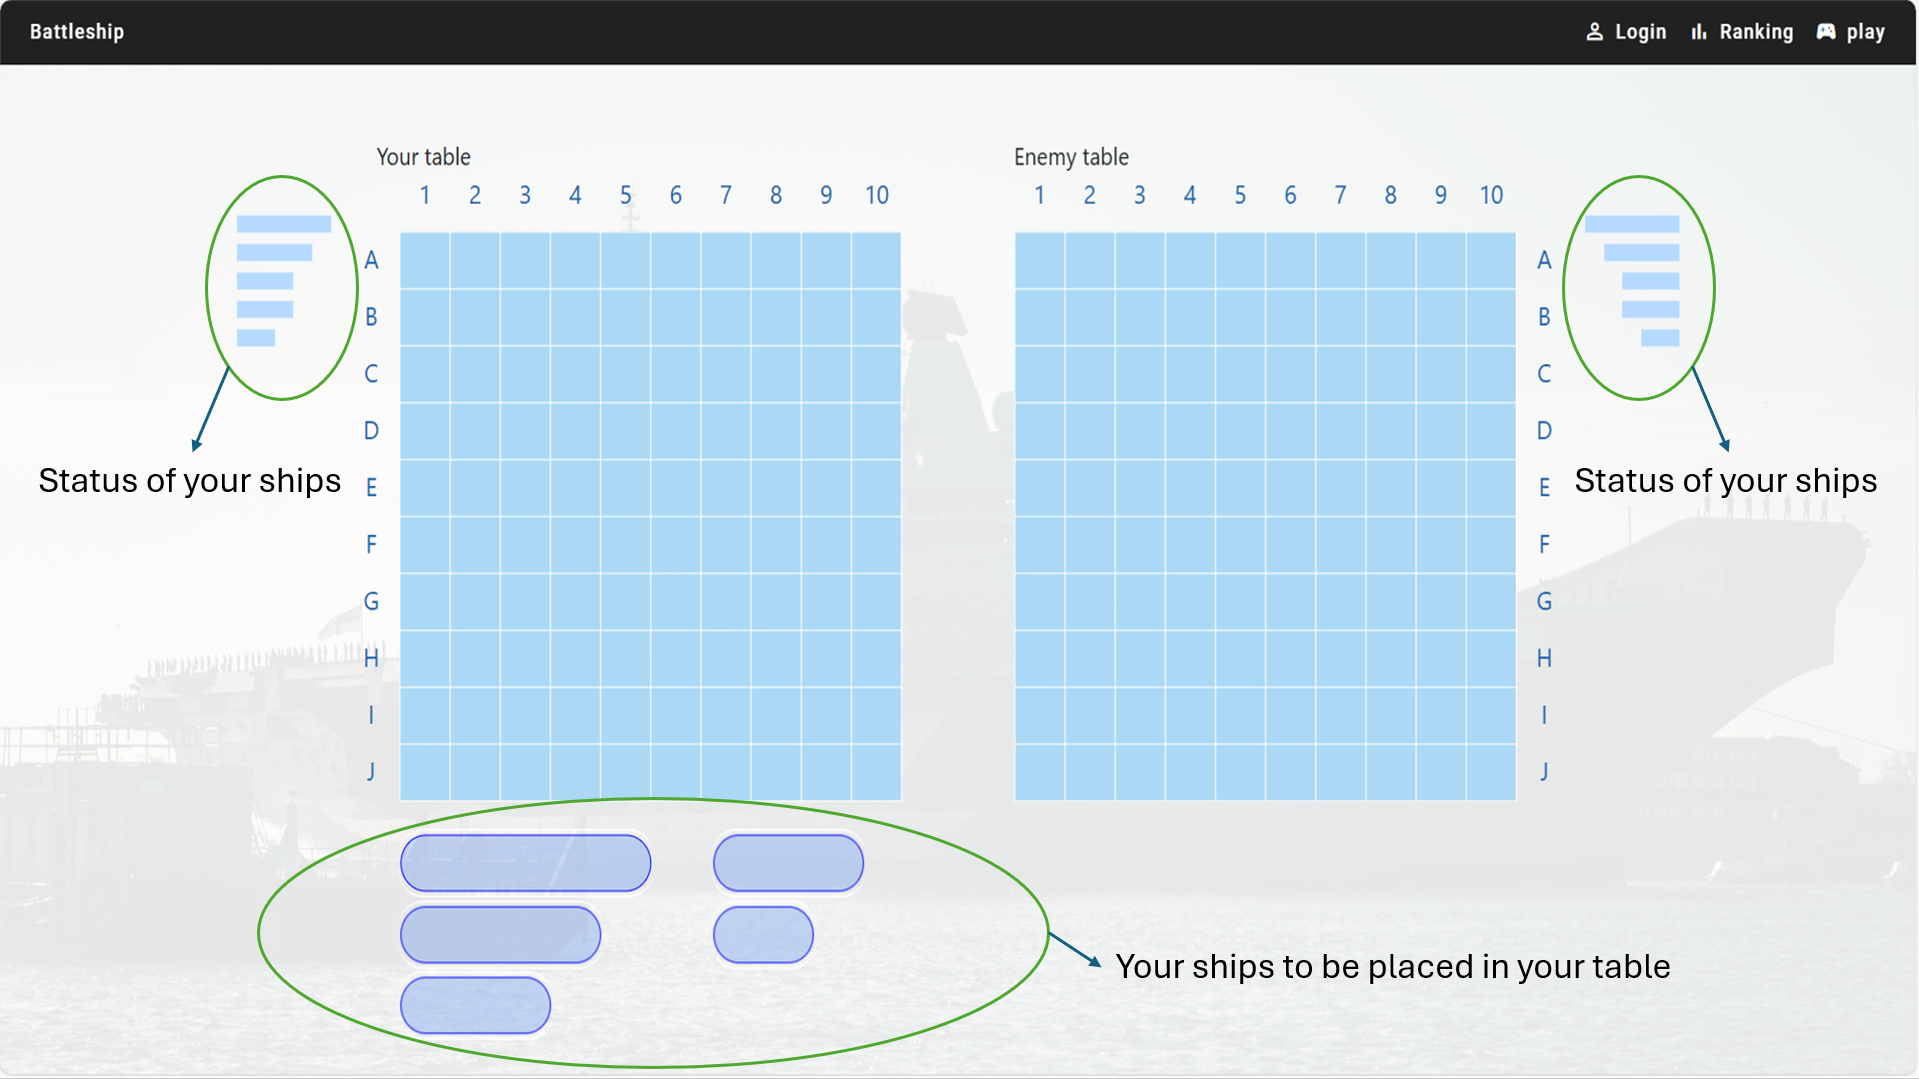 Battleship
Login
Ranking
play
Your table
Enemy table
1 2 3 4 5 6 7 8 9 10
1 2 3 4 5 6 7 8 9 10
A
B
C
D
E
F
G
H
I
J
A
B
C
D
E
F
G
H
I
J
Status of your ships
Status of your ships
Your ships to be placed in your table